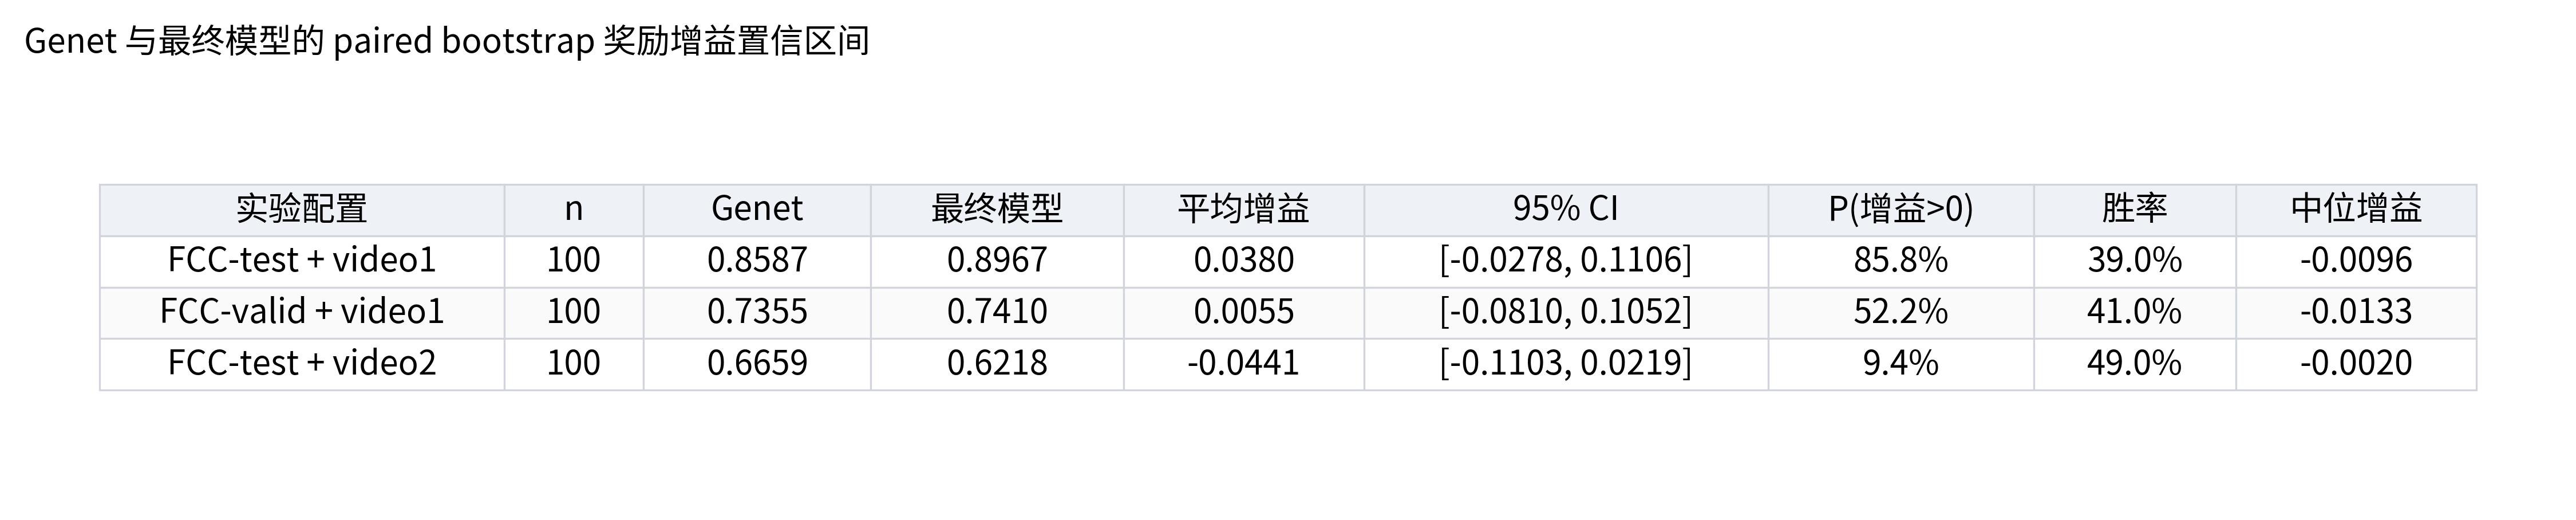 Genet 与最终模型的 paired bootstrap 奖励增益置信区间
实验配置 n Genet 最终模型 平均增益 95% CI P(增益>0) 胜率 中位增益
FCC-test + video1 100 0.8587 0.8967 0.0380 [-0.0278, 0.1106] 85.8% 39.0% -0.0096
FCC-valid + video1 100 0.7355 0.7410 0.0055 [-0.0810, 0.1052] 52.2% 41.0% -0.0133
FCC-test + video2 100 0.6659 0.6218 -0.0441 [-0.1103, 0.0219] 9.4% 49.0% -0.0020